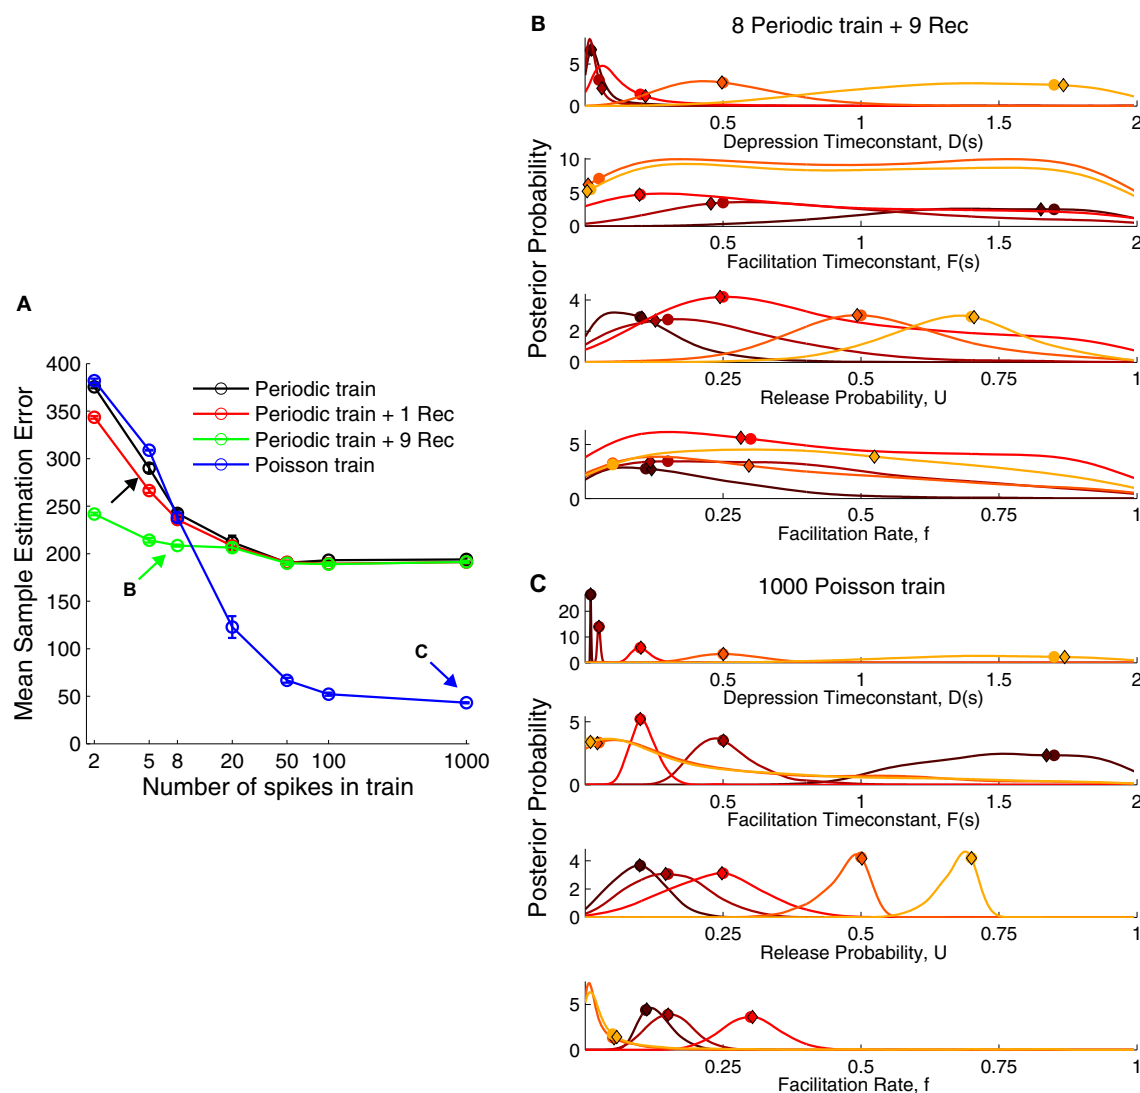 A
400
350
300
250
200
150
100
50
0
Mean Sample Estimation Error
Periodic train
Periodic train + 1 Rec
Periodic train + 9 Rec
Poisson train
B
C
2 5 8 20 50 100 1000
Number of spikes in train
B
8 Periodic train + 9 Rec
Posterior Probability
5
0
0.5 1 1.5 2
Depression Timeconstant, D(s)
10
5
0
0.5 1 1.5 2
Facilitation Timeconstant, F(s)
4
2
0
0.25 0.5 0.75 1
Release Probability, U
5
0
0.25 0.5 0.75 1
Facilitation Rate, f
C
1000 Poisson train
Posterior Probability
20
10
0
0.5 1 1.5 2
Depression Timeconstant, D(s)
5
0
0.5 1 1.5 2
Facilitation Timeconstant, F(s)
4
2
0
0.25 0.5 0.75 1
Release Probability, U
5
0
0.25 0.5 0.75 1
Facilitation Rate, f